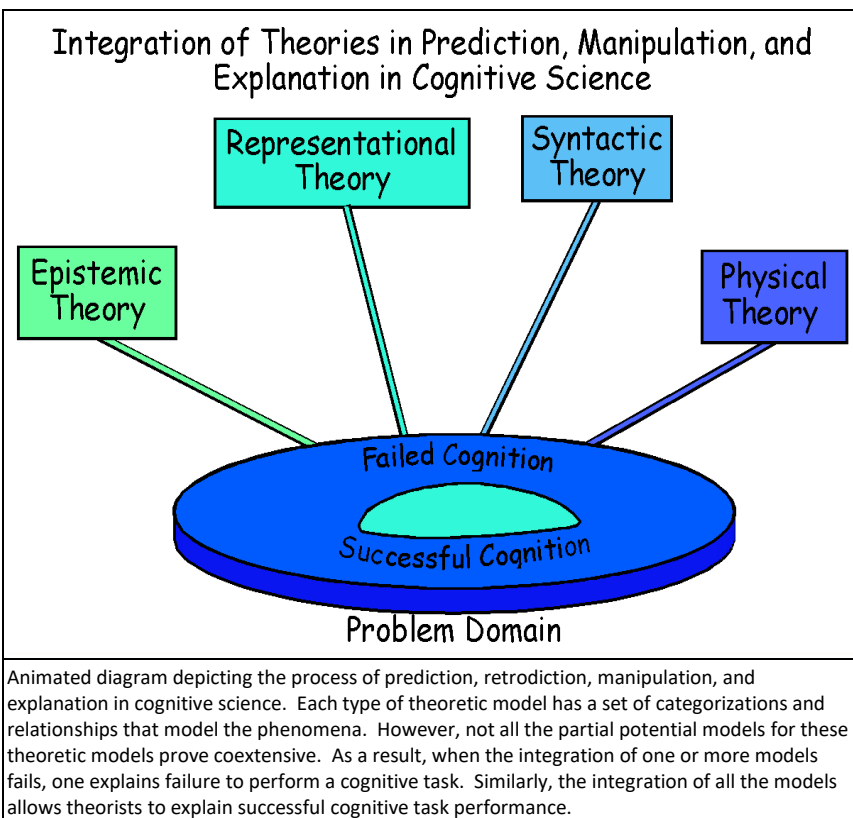 Integration of Theories in Prediction, Manipulation, and
Explanation in Cognitive Science
Representational
Theory
Syntactic
Theory
Epistemic
Theory
Physical
Theory
Failed Cognition
Successful Cognition
Problem Domain
Animated diagram depicting the process of prediction, retrodiction, manipulation, and
explanation in cognitive science.  Each type of theoretic model has a set of categorizations and
relationships that model the phenomena.  However, not all the partial potential models for these
theoretic models prove coextensive.  As a result, when the integration of one or more models
fails, one explains failure to perform a cognitive task.  Similarly, the integration of all the models
allows theorists to explain successful cognitive task performance.